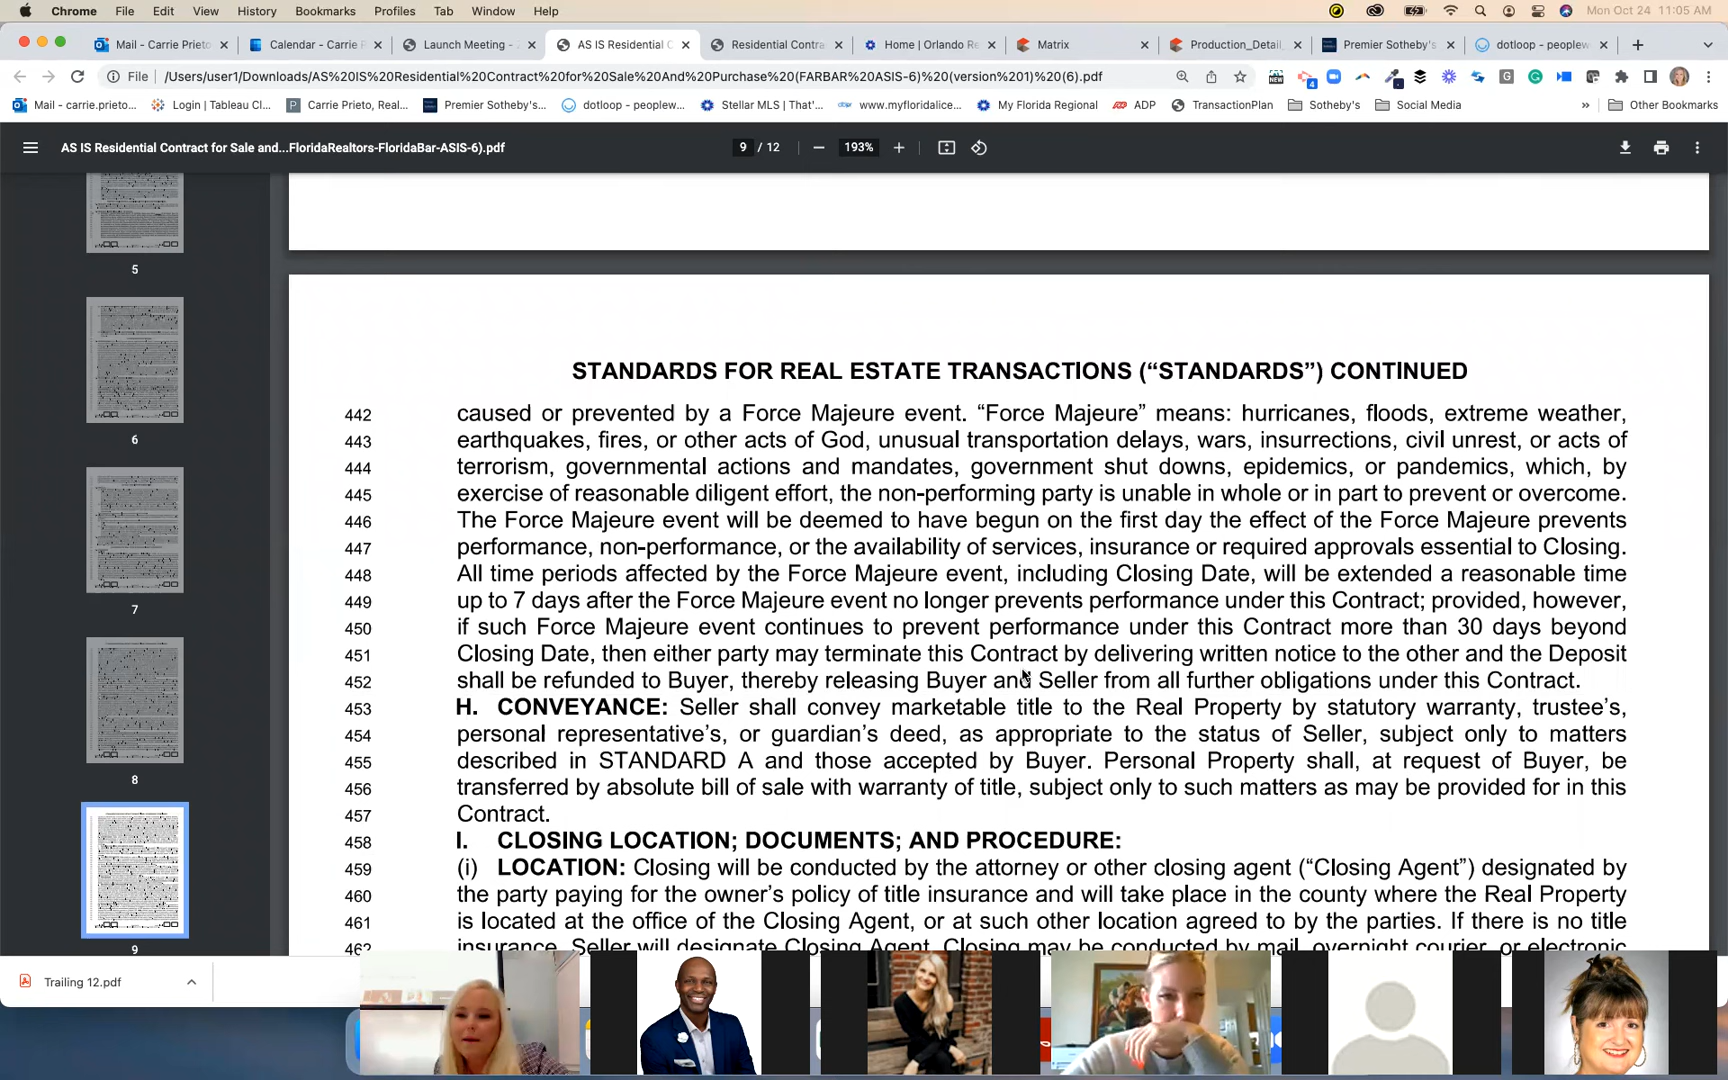 Chrome File Edit View History Bookmarks Profiles Tab Window Help Mon Oct 24 11:05 AM
Mail - Carrie Prieto Calendar - Carrie P Launch Meeting - Z AS IS Residential C Residential Contra Home | Orlando Re Matrix Production_Detail_ Premier Sotheby's dotloop - peoplew
File /Users/user1/Downloads/AS%20IS%20Residential%20Contract%20for%20Sale%20And%20Purchase%20(FARBAR%20ASIS-6)%20(version%201)%20(6).pdf
Mail - carrie.prieto... Login | Tableau Cl... Carrie Prieto, Real... Premier Sotheby's... dotloop - peoplew... Stellar MLS | That'... www.myfloridalice... My Florida Regional ADP TransactionPlan Sotheby's Social Media » Other Bookmarks
AS IS Residential Contract for Sale and...FloridaRealtors-FloridaBar-ASIS-6).pdf 9 / 12 193%
5
6
7
8
9
STANDARDS FOR REAL ESTATE TRANSACTIONS (“STANDARDS”) CONTINUED
442 caused or prevented by a Force Majeure event. “Force Majeure” means: hurricanes, floods, extreme weather,
443 earthquakes, fires, or other acts of God, unusual transportation delays, wars, insurrections, civil unrest, or acts of
444 terrorism, governmental actions and mandates, government shut downs, epidemics, or pandemics, which, by
445 exercise of reasonable diligent effort, the non-performing party is unable in whole or in part to prevent or overcome.
446 The Force Majeure event will be deemed to have begun on the first day the effect of the Force Majeure prevents
447 performance, non-performance, or the availability of services, insurance or required approvals essential to Closing.
448 All time periods affected by the Force Majeure event, including Closing Date, will be extended a reasonable time
449 up to 7 days after the Force Majeure event no longer prevents performance under this Contract; provided, however,
450 if such Force Majeure event continues to prevent performance under this Contract more than 30 days beyond
451 Closing Date, then either party may terminate this Contract by delivering written notice to the other and the Deposit
452 shall be refunded to Buyer, thereby releasing Buyer and Seller from all further obligations under this Contract.
453 H. CONVEYANCE: Seller shall convey marketable title to the Real Property by statutory warranty, trustee’s,
454 personal representative’s, or guardian’s deed, as appropriate to the status of Seller, subject only to matters
455 described in STANDARD A and those accepted by Buyer. Personal Property shall, at request of Buyer, be
456 transferred by absolute bill of sale with warranty of title, subject only to such matters as may be provided for in this
457 Contract.
458 I. CLOSING LOCATION; DOCUMENTS; AND PROCEDURE:
459 (i) LOCATION: Closing will be conducted by the attorney or other closing agent (“Closing Agent”) designated by
460 the party paying for the owner’s policy of title insurance and will take place in the county where the Real Property
461 is located at the office of the Closing Agent, or at such other location agreed to by the parties. If there is no title
462 insurance, Seller will designate Closing Agent. Closing may be conducted by mail, overnight courier, or electronic
Trailing 12.pdf